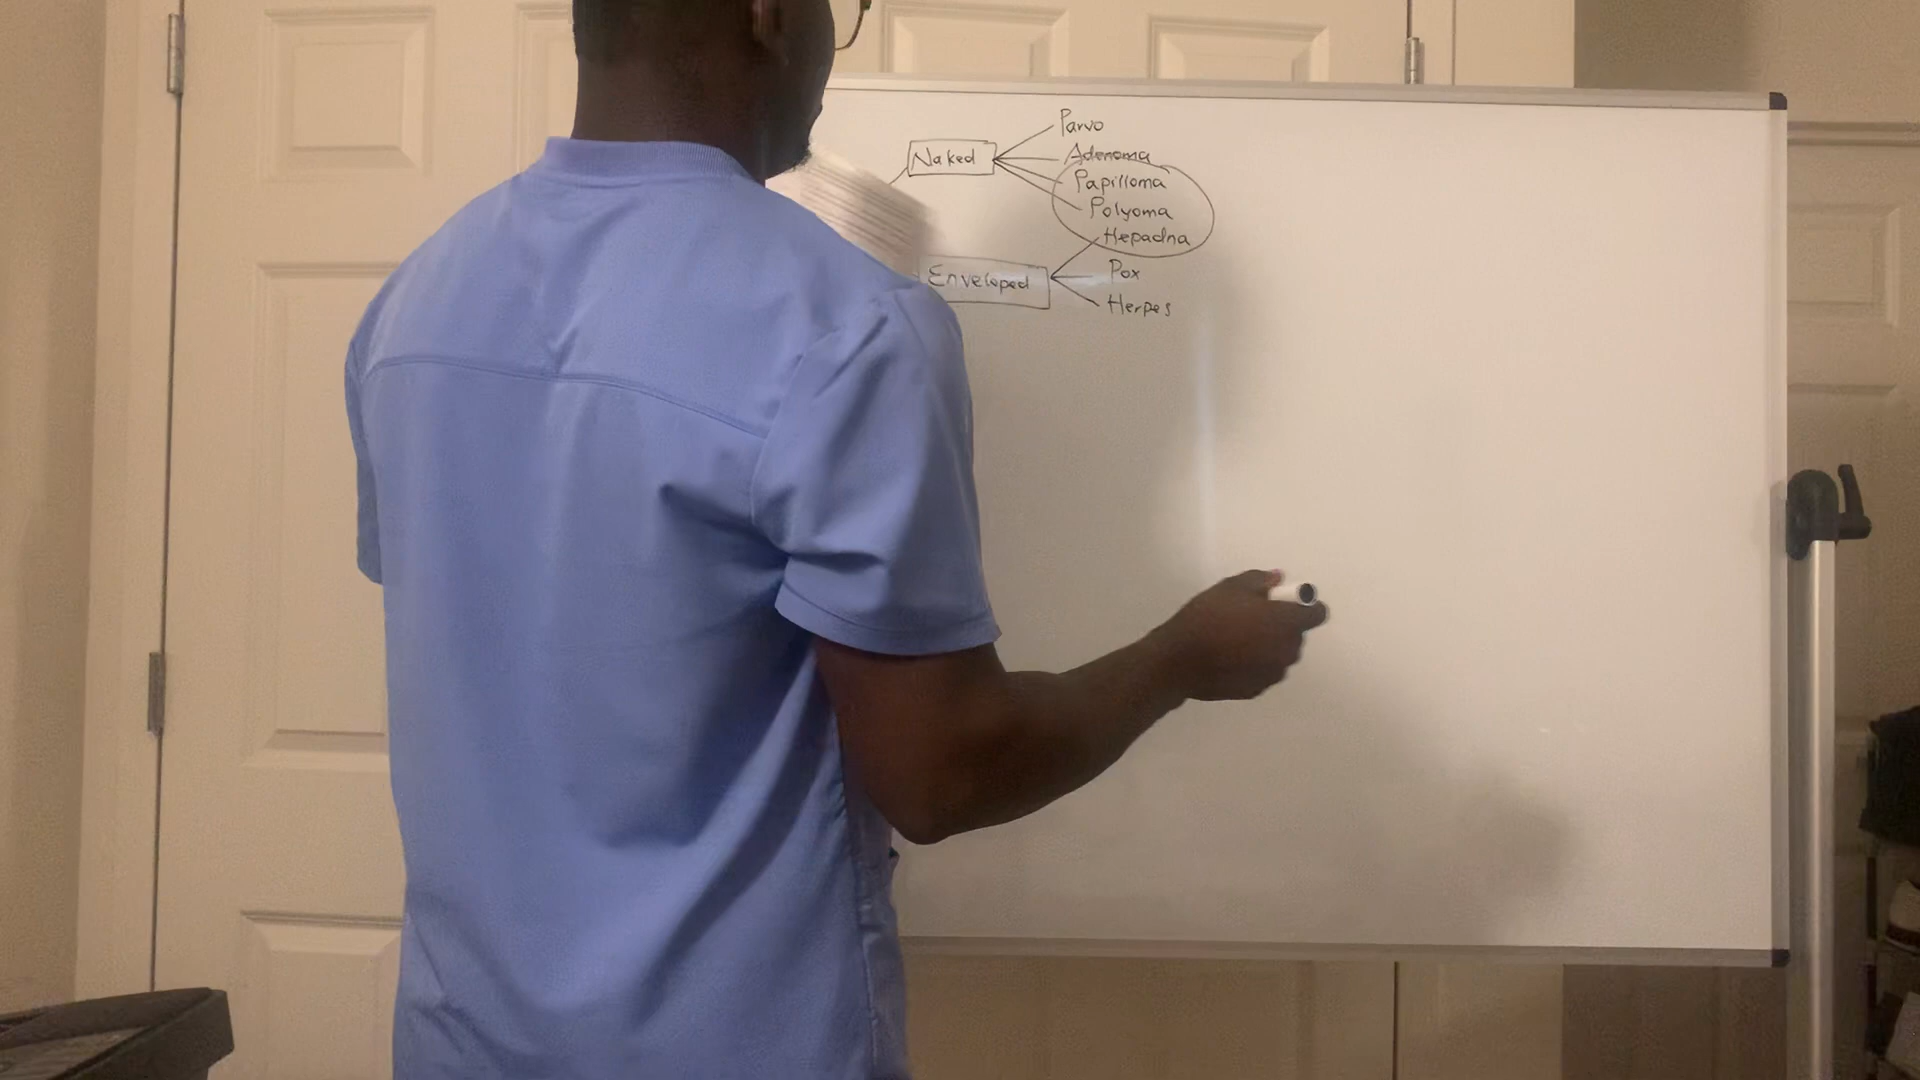 Parvo
Naked
Adenoma
Papilloma
Polyoma
Hepadna
Enveloped
Pox
Herpes